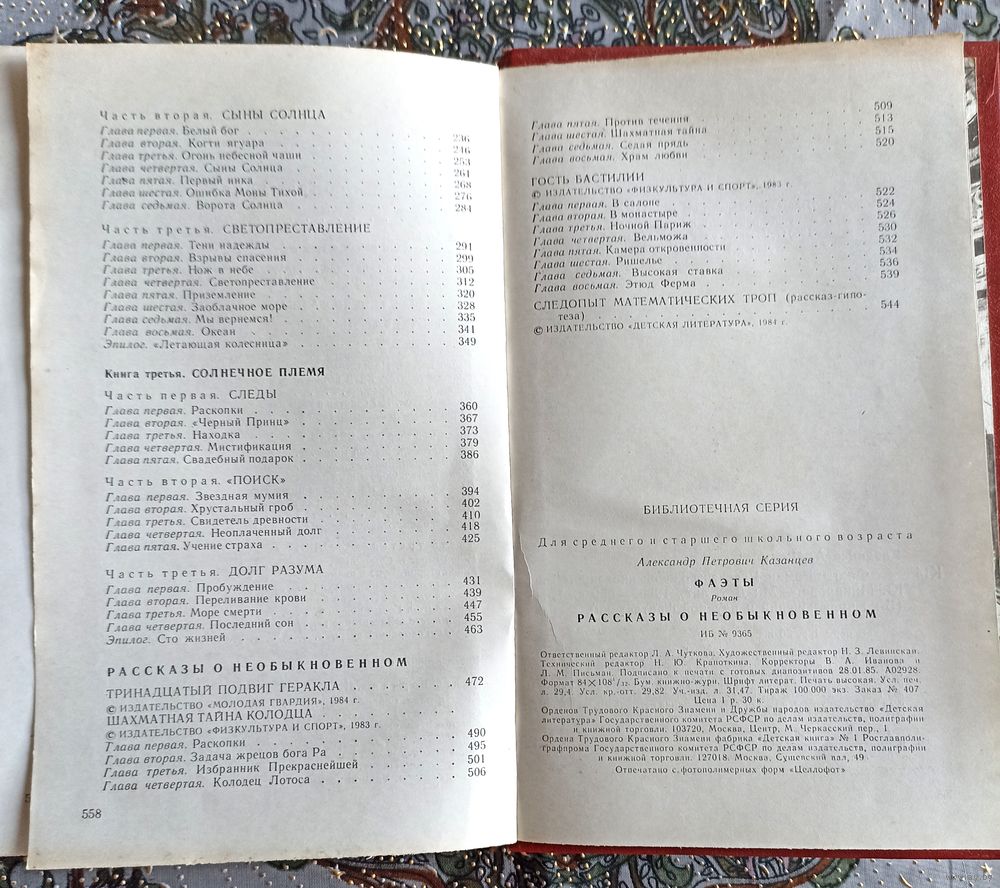 Часть вторая. СЫНЫ СОЛНЦА
Глава первая. Белый бог . . . . . . . . . . 236
Глава вторая. Когти ягуара . . . . . . . . . . 246
Глава третья. Огонь небесной чаши . . . . . . . . . . 253
Глава четвертая. Сыны Солнца . . . . . . . . . . 261
Глава пятая. Первый инка . . . . . . . . . . 268
Глава шестая. Ошибка Моны Тихой . . . . . . . . . . 276
Глава седьмая. Ворота Солнца . . . . . . . . . . 284
Часть третья. СВЕТОПРЕСТАВЛЕНИЕ
Глава первая. Тени надежды . . . . . . . . . . 291
Глава вторая. Взрывы спасения . . . . . . . . . . 299
Глава третья. Нож в небе . . . . . . . . . . 305
Глава четвертая. Светопреставление . . . . . . . . . . 312
Глава пятая. Приземление . . . . . . . . . . 320
Глава шестая. Заоблачное море . . . . . . . . . . 328
Глава седьмая. Мы вернемся! . . . . . . . . . . 335
Глава восьмая. Океан . . . . . . . . . . 341
Эпилог. «Летающая колесница» . . . . . . . . . . 349
Книга третья. СОЛНЕЧНОЕ ПЛЕМЯ
Часть первая. СЛЕДЫ
Глава первая. Раскопки . . . . . . . . . . 360
Глава вторая. «Черный Принц» . . . . . . . . . . 367
Глава третья. Находка . . . . . . . . . . 373
Глава четвертая. Мистификация . . . . . . . . . . 379
Глава пятая. Свадебный подарок . . . . . . . . . . 386
Часть вторая. «ПОИСК»
Глава первая. Звездная мумия . . . . . . . . . . 394
Глава вторая. Хрустальный гроб . . . . . . . . . . 402
Глава третья. Свидетель древности . . . . . . . . . . 410
Глава четвертая. Неоплаченный долг . . . . . . . . . . 418
Глава пятая. Учение страха . . . . . . . . . . 425
Часть третья. ДОЛГ РАЗУМА
Глава первая. Пробуждение . . . . . . . . . . 431
Глава вторая. Переливание крови . . . . . . . . . . 439
Глава третья. Море смерти . . . . . . . . . . 447
Глава четвертая. Последний сон . . . . . . . . . . 455
Эпилог. Сто жизней . . . . . . . . . . 463
РАССКАЗЫ О НЕОБЫКНОВЕННОМ
ТРИНАДЦАТЫЙ ПОДВИГ ГЕРАКЛА . . . . . . . . . . 472
© ИЗДАТЕЛЬСТВО «МОЛОДАЯ ГВАРДИЯ», 1984 г.
ШАХМАТНАЯ ТАЙНА КОЛОДЦА . . . . . . . . . .
© ИЗДАТЕЛЬСТВО «ФИЗКУЛЬТУРА И СПОРТ», 1983 г.
Глава первая. Раскопки . . . . . . . . . . 490
Глава вторая. Задача жрецов бога Ра . . . . . . . . . . 495
Глава третья. Избранник Прекраснейшей . . . . . . . . . . 501
Глава четвертая. Колодец Лотоса . . . . . . . . . . 506
558
Глава пятая. Против течения . . . . . . . . . . 509
Глава шестая. Шахматная тайна . . . . . . . . . . 513
Глава седьмая. Седая прядь . . . . . . . . . . 515
Глава восьмая. Храм любви . . . . . . . . . . 520
ГОСТЬ БАСТИЛИИ
© ИЗДАТЕЛЬСТВО «ФИЗКУЛЬТУРА И СПОРТ», 1983 г.
Глава первая. В салоне . . . . . . . . . . 522
Глава вторая. В монастыре . . . . . . . . . . 524
Глава третья. Ночной Париж . . . . . . . . . . 526
Глава четвертая. Вельможа . . . . . . . . . . 530
Глава пятая. Камера откровенности . . . . . . . . . . 532
Глава шестая. Ришелье . . . . . . . . . . 534
Глава седьмая. Высокая ставка . . . . . . . . . . 536
Глава восьмая. Этюд Ферма . . . . . . . . . . 539
СЛЕДОПЫТ МАТЕМАТИЧЕСКИХ ТРОП (рассказ-гипо-
теза) . . . . . . . . . . 544
© ИЗДАТЕЛЬСТВО «ДЕТСКАЯ ЛИТЕРАТУРА», 1984 г.
БИБЛИОТЕЧНАЯ СЕРИЯ
Для среднего и старшего школьного возраста
Александр Петрович Казанцев
ФАЭТЫ
Роман
РАССКАЗЫ О НЕОБЫКНОВЕННОМ
ИБ № 9365
Ответственный редактор Л. А. Чуткова. Художественный редактор Н. З. Левинская.
Технический редактор Н. Ю. Крапоткина. Корректоры В. А. Иванова и
Л. М. Письман. Подписано к печати с готовых диапозитивов 28.01.85. А02928.
Формат 84×108¹/₃₂. Бум. книжно-журн. Шрифт литерат. Печать высокая. Усл. печ.
л. 29,4. Усл. кр.-отт. 29,82. Уч.-изд. л. 31,47. Тираж 100 000 экз. Заказ № 407.
Цена 1 р. 30 к.
Орденов Трудового Красного Знамени и Дружбы народов издательство «Детская
литература» Государственного комитета РСФСР по делам издательств, полиграфии
и книжной торговли. 103720, Москва, Центр, М. Черкасский пер., 1.
Ордена Трудового Красного Знамени фабрика «Детская книга» № 1 Росглавполи-
графпрома Государственного комитета РСФСР по делам издательств, полиграфии
и книжной торговли. 127018. Москва, Сущевский вал, 49.
Отпечатано с фотополимерных форм «Целлофот»